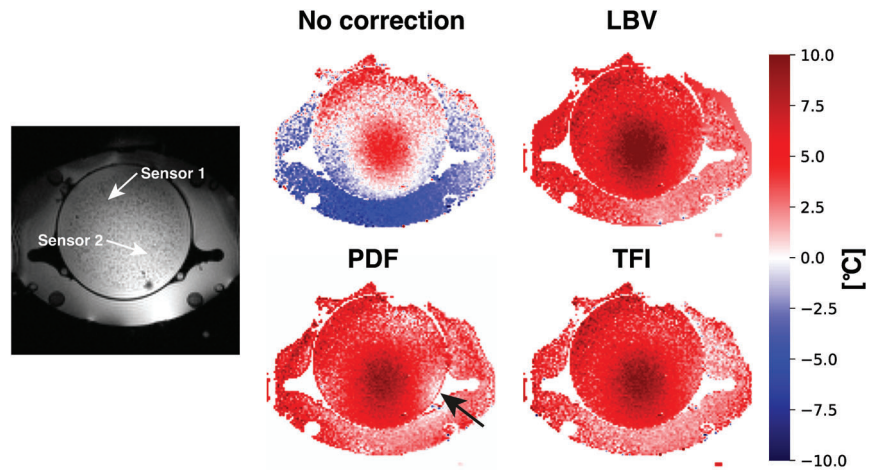 No correction
LBV
Sensor 1
Sensor 2
PDF
TFI
10.0
7.5
5.0
2.5
0.0
−2.5
−5.0
−7.5
−10.0
[°C]